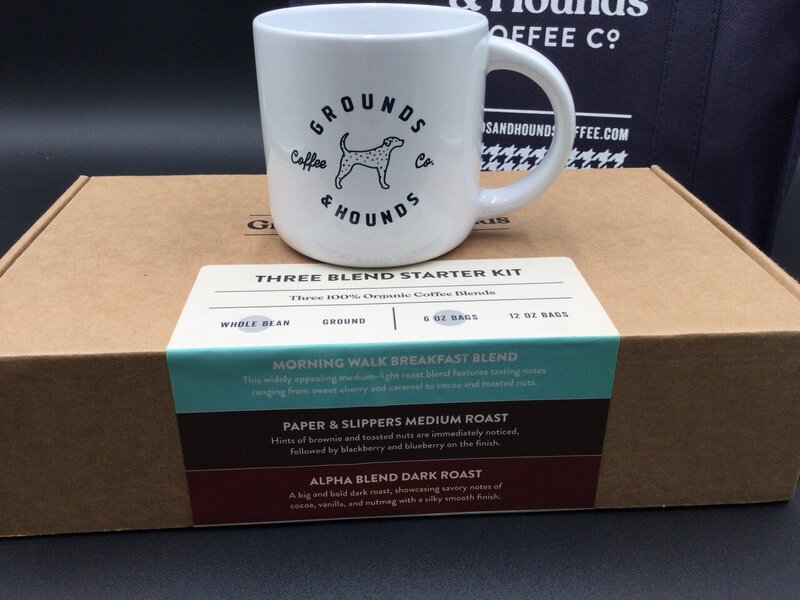 & Hounds
COFFEE Co
GROUNDS
Coffee Co.
& HOUNDS
THREE BLEND STARTER KIT
Three 100% Organic Coffee Blends
WHOLE BEAN GROUND 6 OZ BAGS 12 OZ BAGS
MORNING WALK BREAKFAST BLEND
This widely appealing medium-light roast blend features tasting notes
ranging from sweet cherry and caramel to cocoa and toasted nuts.
PAPER & SLIPPERS MEDIUM ROAST
Hints of brownie and toasted nuts are immediately noticed,
followed by blackberry and blueberry on the finish.
ALPHA BLEND DARK ROAST
A big and bold dark roast, showcasing savory notes of
cocoa, vanilla, and nutmeg with a silky smooth finish.